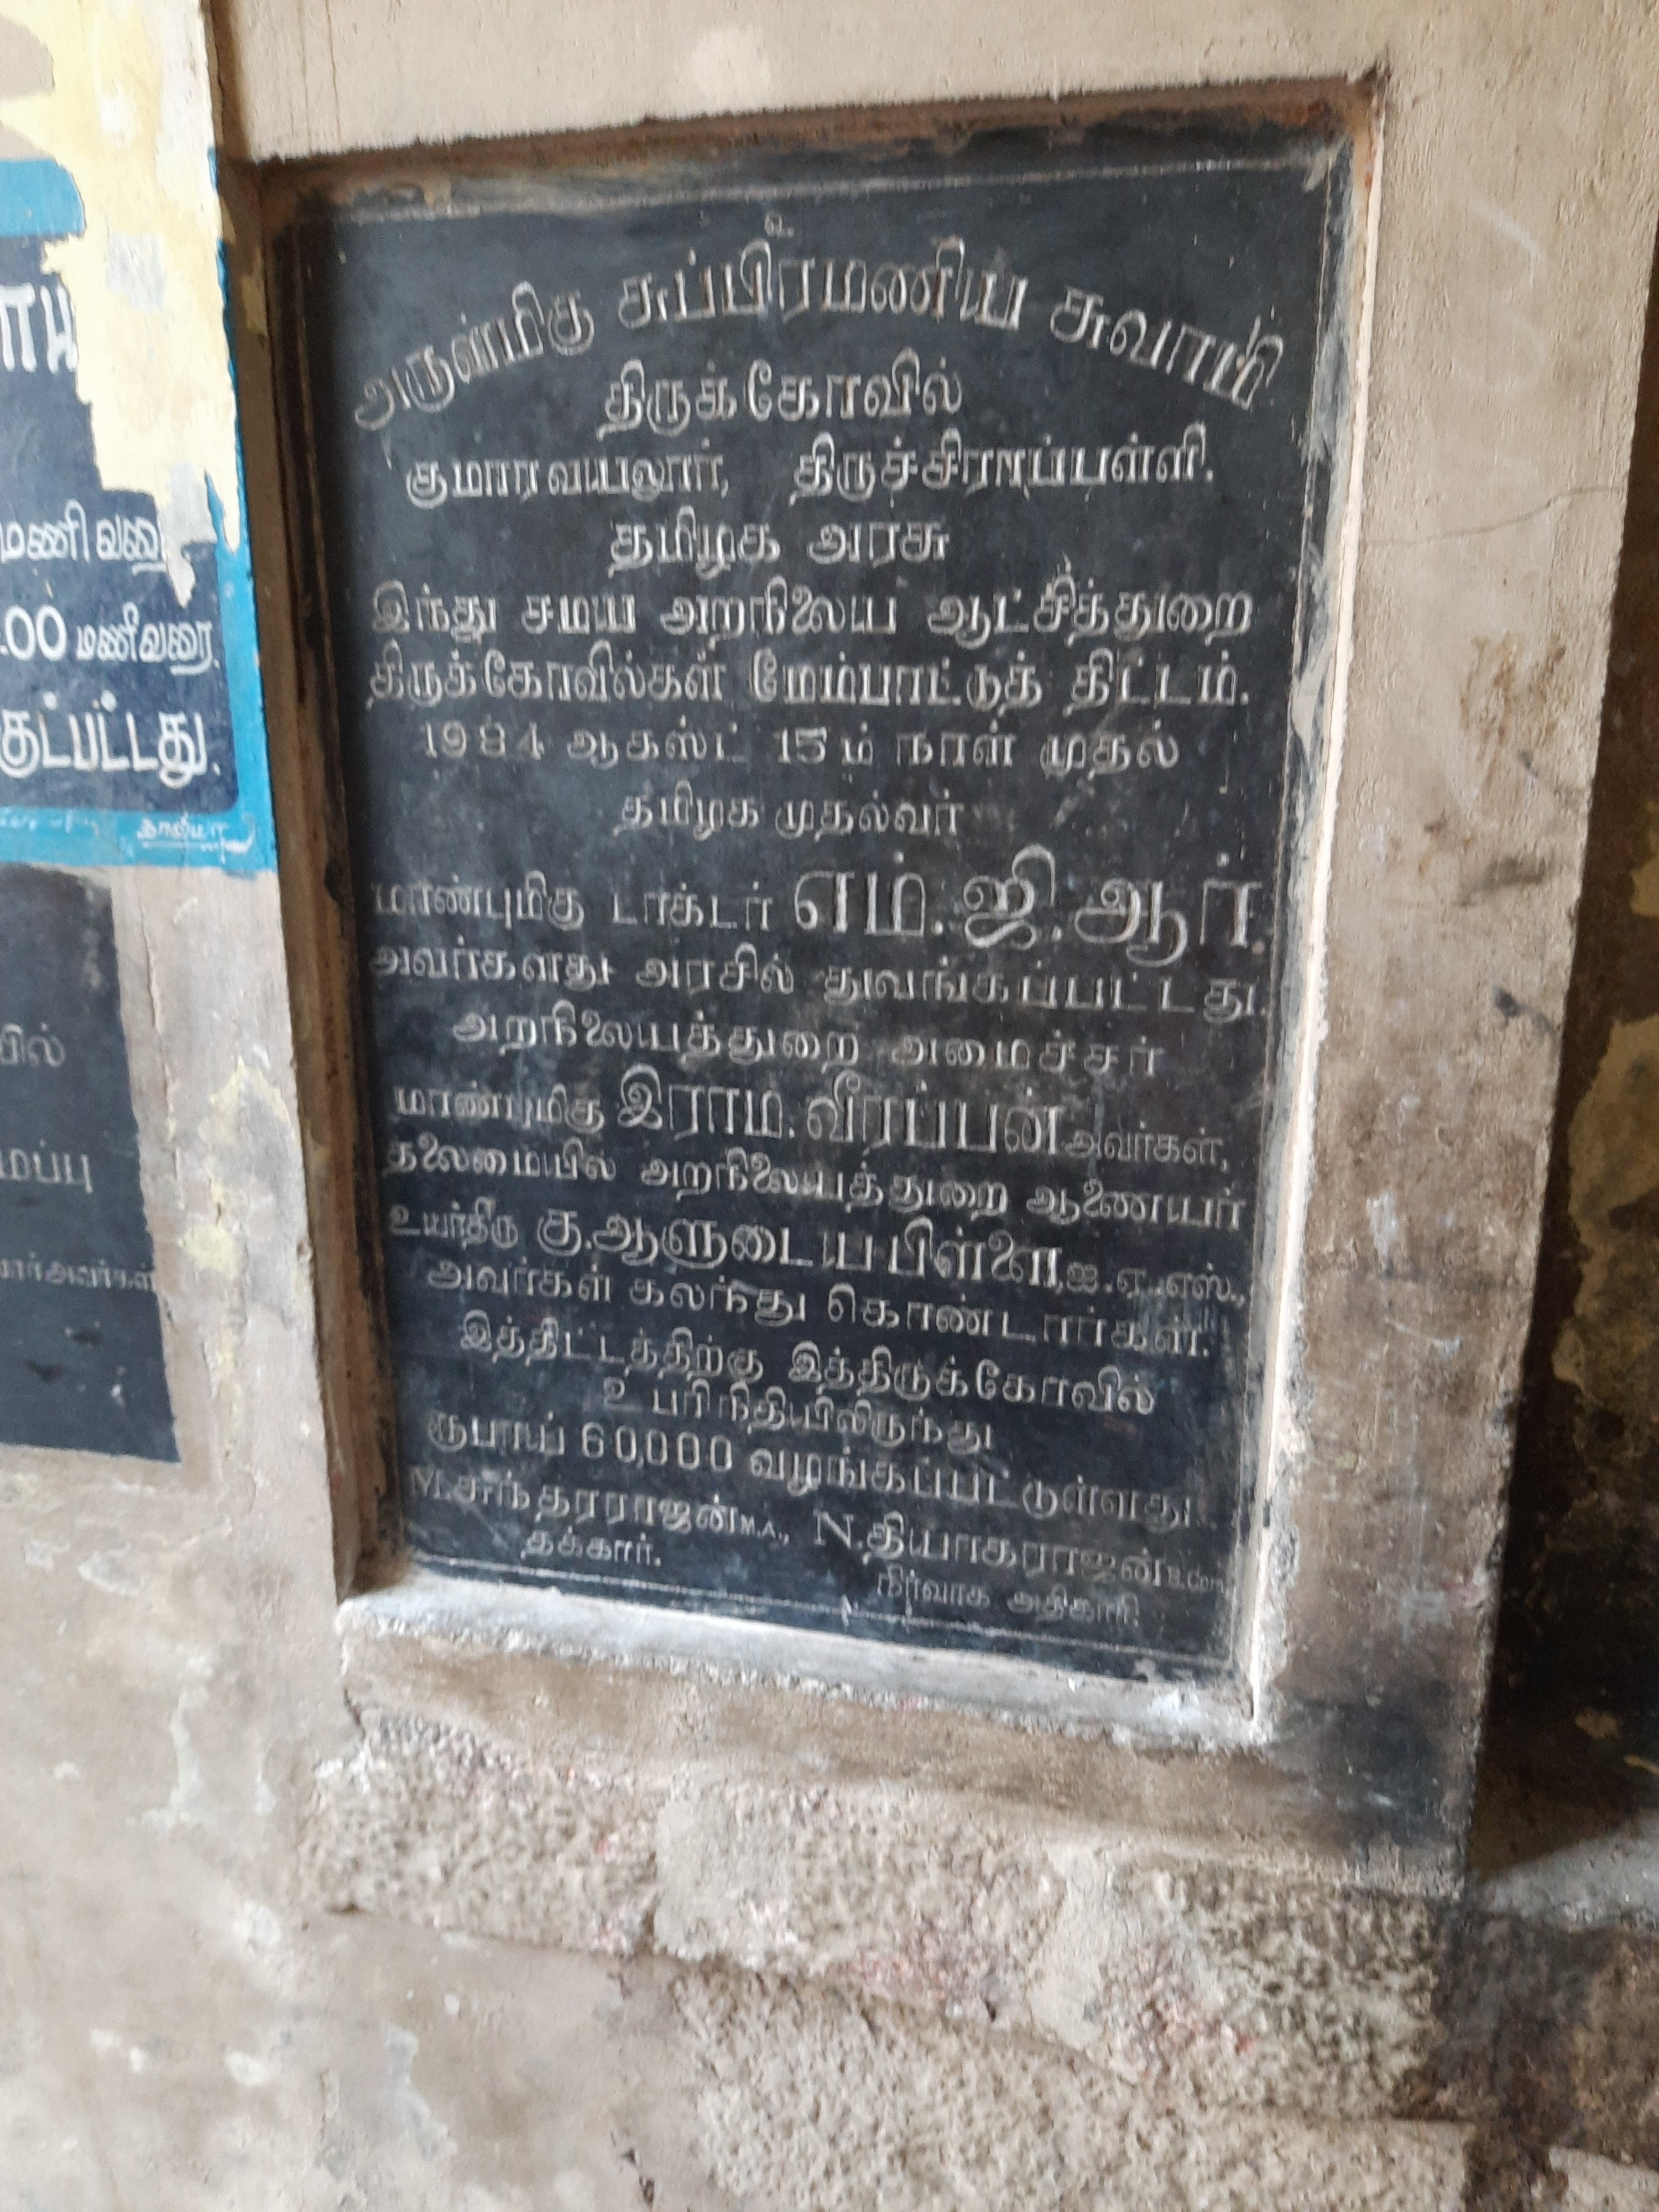 உ
அருள்மிகு சுப்பிரமணிய சுவாமி
திருக்கோவில்
குமாரவயலூர், திருச்சிராப்பள்ளி.
தமிழக அரசு
இந்து சமய அறநிலைய ஆட்சித்துறை
திருக்கோவில்கள் மேம்பாட்டுத் திட்டம்.
1984 ஆகஸ்ட் 15ம் நாள் முதல்
தமிழக முதல்வர்
மாண்புமிகு டாக்டர் எம்.ஜி.ஆர்.
அவர்களது அரசில் துவங்கப்பட்டது.
அறநிலையத்துறை அமைச்சர்
மாண்புமிகு இராம.வீரப்பன் அவர்கள்,
தலைமையில் அறநிலையத்துறை ஆணையர்
உயர்திரு கு.ஆளுடையபிள்ளை,ஐ.ஏ.எஸ்.,
அவர்கள் கலந்து கொண்டார்கள்.
இத்திட்டத்திற்கு இத்திருக்கோவில்
உபரிநிதியிலிருந்து
ரூபாய் 60,000 வழங்கப்பட்டுள்ளது.
M.சுந்தரராஜன் M.A., N.தியாகராஜன் B.Com
தக்கார். நிர்வாக அதிகாரி.
மணி வரை
.00 மணிவரை
குட்பட்டது.